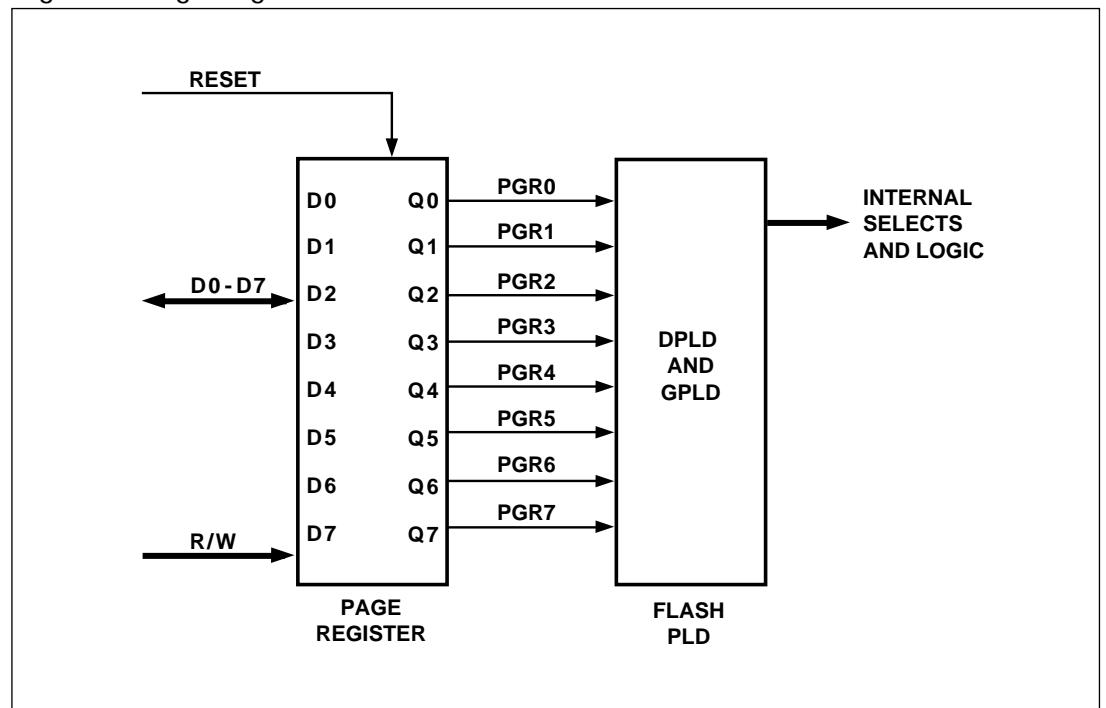 RESET
D0-D7
R/W
D0 Q0
D1 Q1
D2 Q2
D3 Q3
D4 Q4
D5 Q5
D6 Q6
D7 Q7
PAGE
REGISTER
PGR0
PGR1
PGR2
PGR3
PGR4
PGR5
PGR6
PGR7
DPLD
AND
GPLD
FLASH
PLD
INTERNAL
SELECTS
AND LOGIC